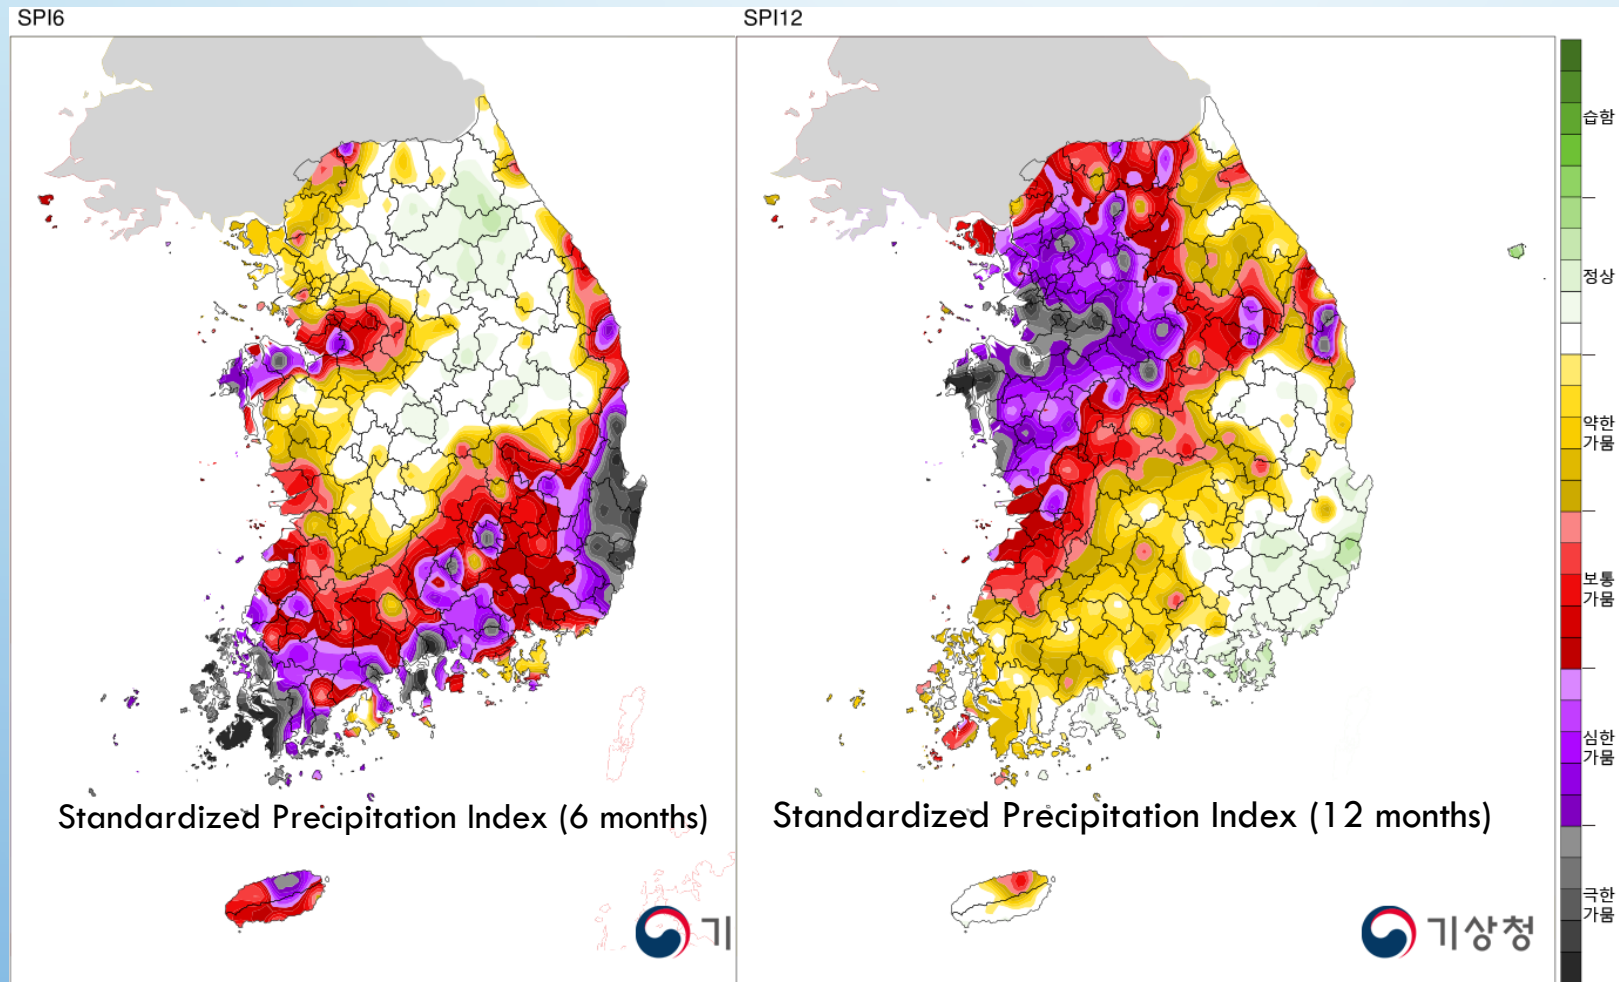 SPI6
SPI12
습함
정상
약한
가뭄
보통
가뭄
심한
가뭄
극한
가뭄
Standardized Precipitation Index (6 months)
Standardized Precipitation Index (12 months)
기
기상청